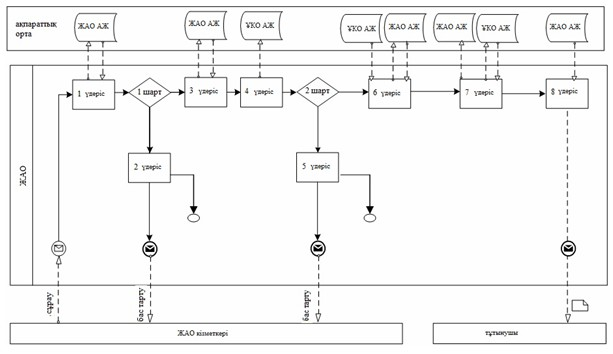 ақпараттық
орта
ЖАО АЖ
ЖАО АЖ
ҰКО АЖ
ҰКО АЖ
ЖАО АЖ
ЖАО АЖ
ҰКО АЖ
ЖАО АЖ
ЖАО
1 үдеріс
1 шарт
3 үдеріс
4 үдеріс
2 шарт
6 үдеріс
7 үдеріс
8 үдеріс
2 үдеріс
5 үдеріс
сұрау
бас тарту
бас тарту
ЖАО кізметкері
тұтынушы